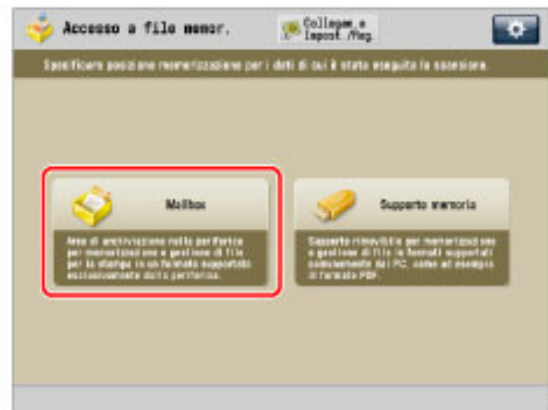 Accesso a file memor.
Collegam. a
Impost./Reg.
Specificare posizione memorizzazione per i dati di cui è stata eseguita la scansione.
Mailbox
Area di archiviazione nella periferica
per memorizzazione e gestione di file
per la stampa in un formato supportato
esclusivamente dalla periferica.
Supporto memoria
Supporto rimovibile per memorizzazione
e gestione di file in formati supportati
comunemente dai PC, come ad esempio
il formato PDF.